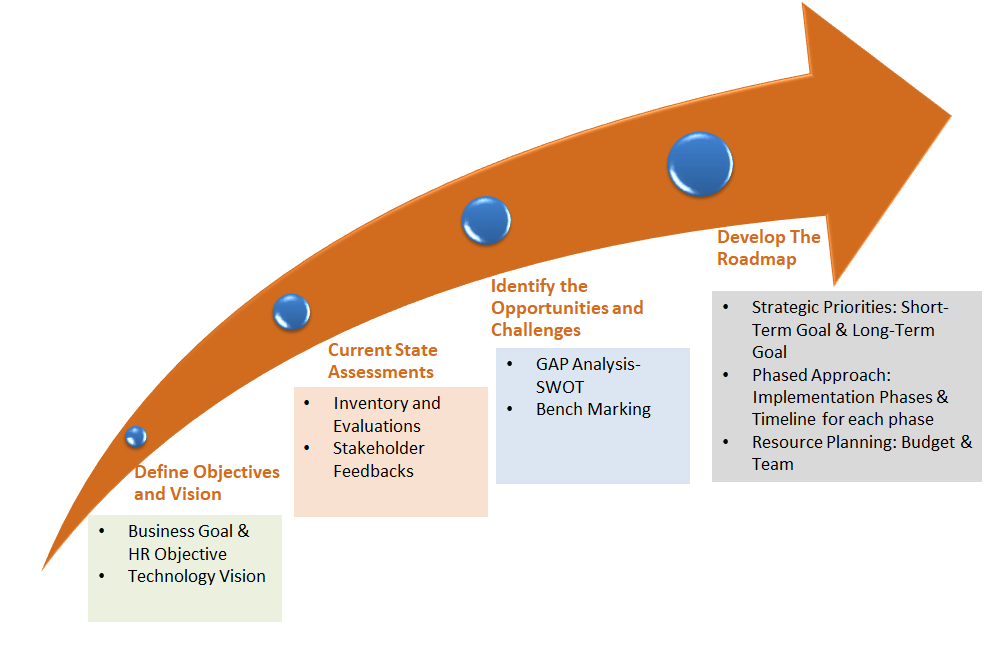 Define Objectives
and Vision
• Business Goal &
HR Objective
• Technology Vision
Current State
Assessments
• Inventory and
Evaluations
• Stakeholder
Feedbacks
Identify the
Opportunities and
Challenges
• GAP Analysis-
SWOT
• Bench Marking
Develop The
Roadmap
• Strategic Priorities: Short-
Term Goal & Long-Term
Goal
• Phased Approach:
Implementation Phases &
Timeline for each phase
• Resource Planning: Budget &
Team